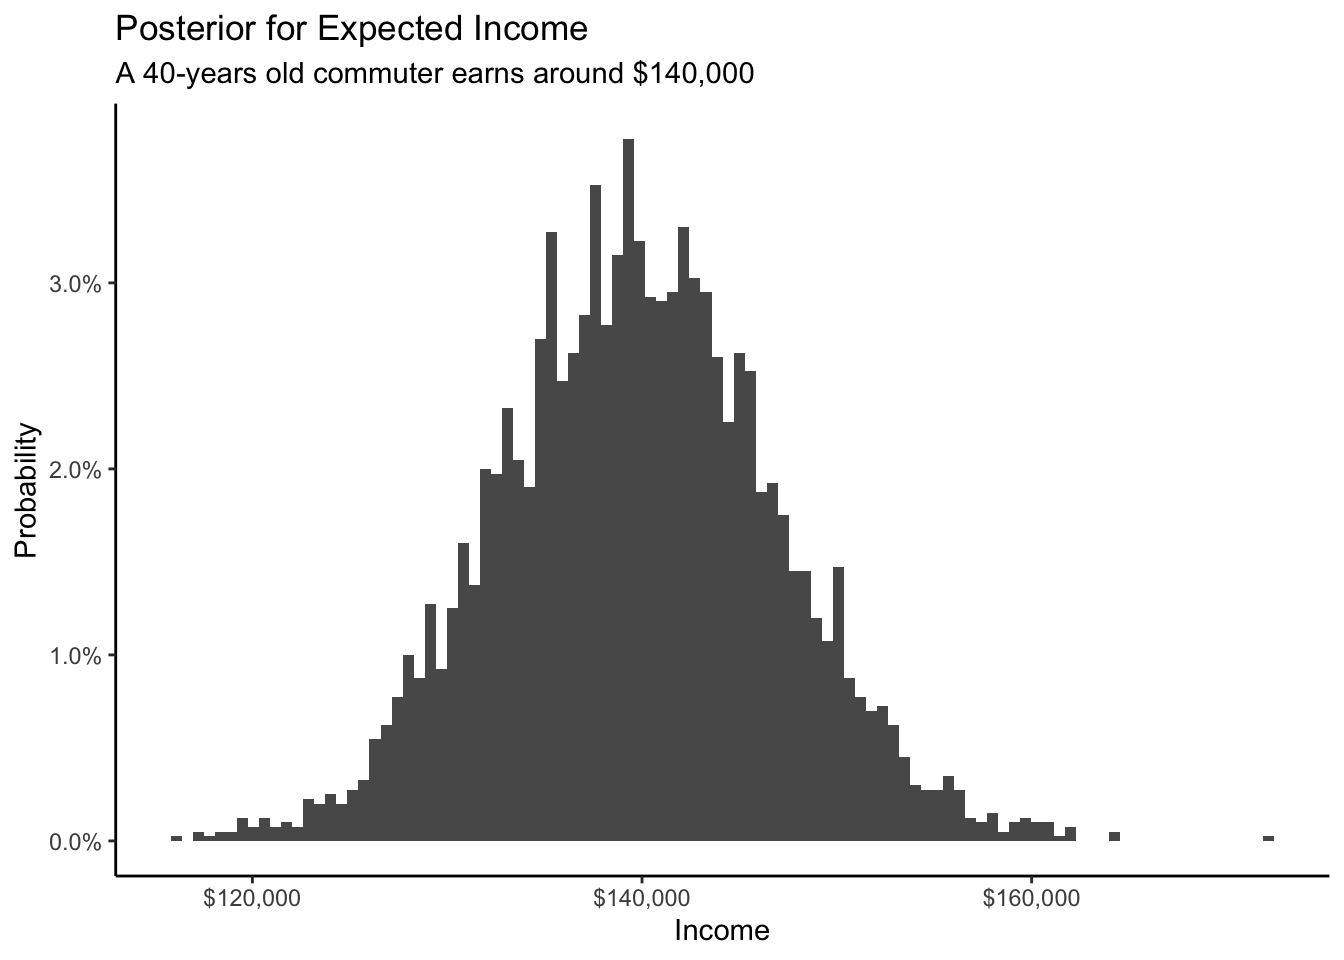 Posterior for Expected Income
A 40-years old commuter earns around $140,000
Probability
3.0%
2.0%
1.0%
0.0%
$120,000
$140,000
$160,000
Income